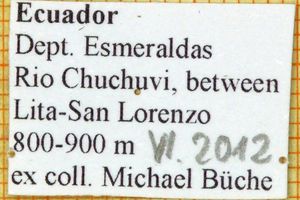 Ecuador
Dept. Esmeraldas
Rio Chuchuvi, between
Lita-San Lorenzo
800-900 m VI. 2012.
ex coll. Michael Büche